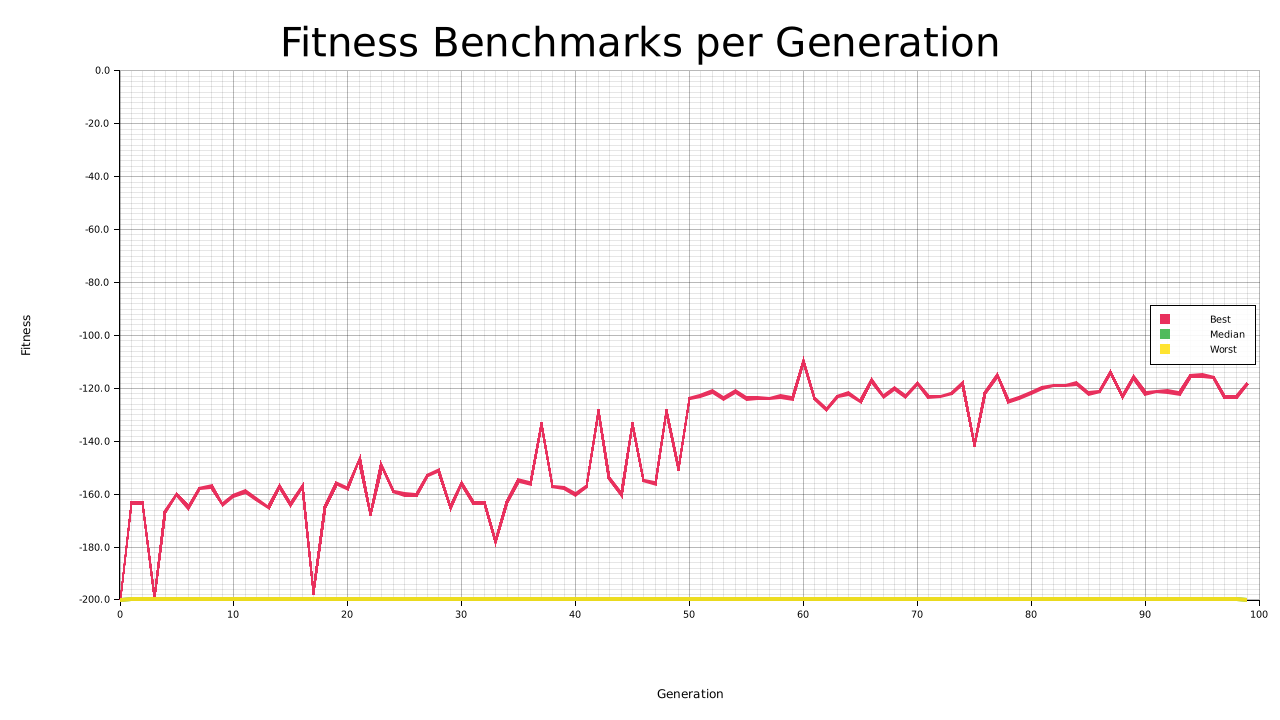 Fitness Benchmarks per Generation
0.0
-20.0
-40.0
-60.0
-80.0
-100.0
-120.0
-140.0
-160.0
-180.0
-200.0
Fitness
Best
Median
Worst
0 10 20 30 40 50 60 70 80 90 100
Generation